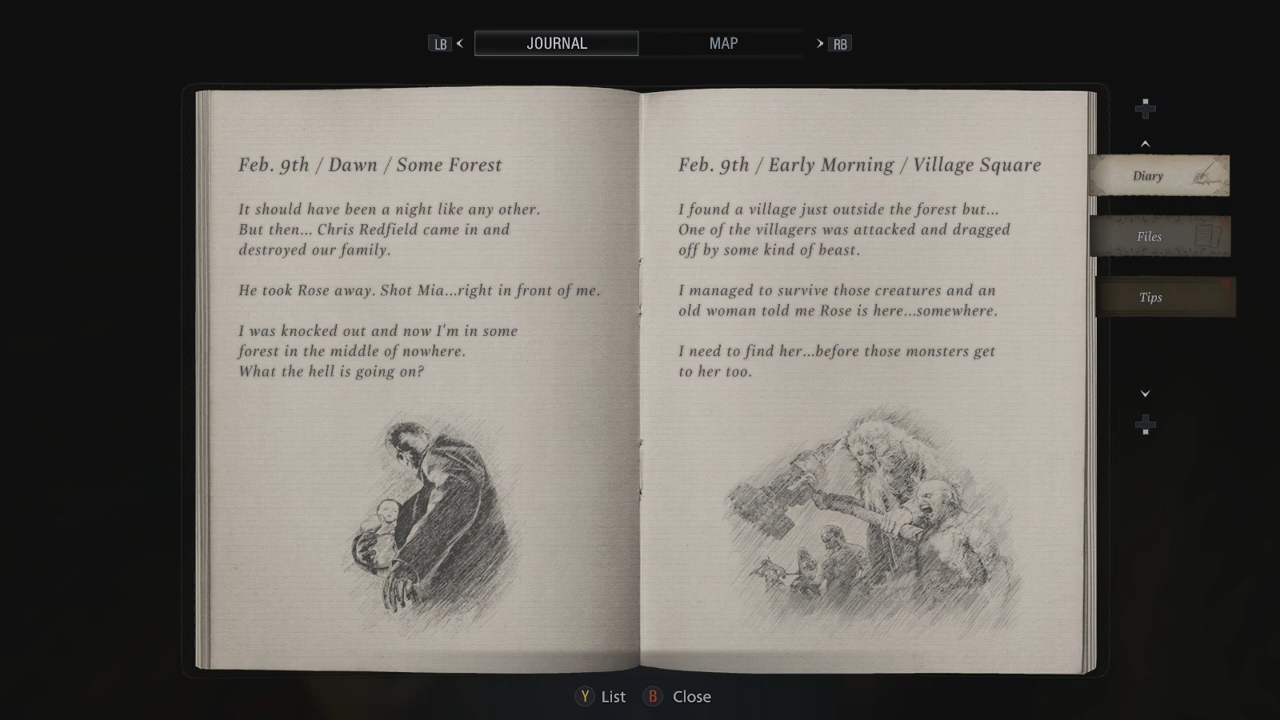 LB
JOURNAL
MAP
RB
Feb. 9th / Dawn / Some Forest
It should have been a night like any other.
But then... Chris Redfield came in and
destroyed our family.
He took Rose away. Shot Mia...right in front of me.
I was knocked out and now I'm in some
forest in the middle of nowhere.
What the hell is going on?
Feb. 9th / Early Morning / Village Square
I found a village just outside the forest but...
One of the villagers was attacked and dragged
off by some kind of beast.
I managed to survive those creatures and an
old woman told me Rose is here...somewhere.
I need to find her...before those monsters get
to her too.
Diary
Files
Tips
Y List B Close